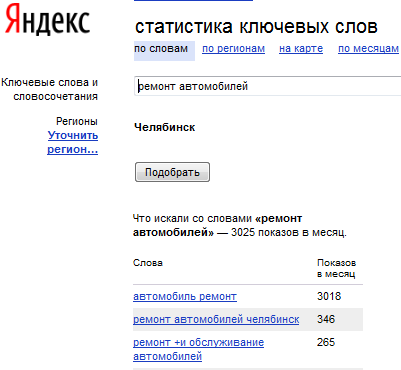 Яндекс
статистика ключевых слов
по словам по регионам на карте по месяцам
Ключевые слова и
словосочетания
ремонт автомобилей
Регионы
Уточнить
регион...
Челябинск
Подобрать
Что искали со словами «ремонт
автомобилей» — 3025 показов в месяц.
Слова Показов
в месяц
автомобиль ремонт 3018
ремонт автомобилей челябинск 346
ремонт +и обслуживание 265
автомобилей